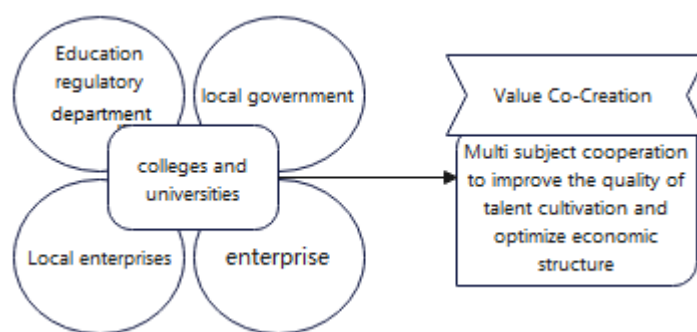 Education
regulatory
department
local government
colleges and
universities
Local enterprises
enterprise
Value Co-Creation
Multi subject cooperation
to improve the quality of
talent cultivation and
optimize economic
structure